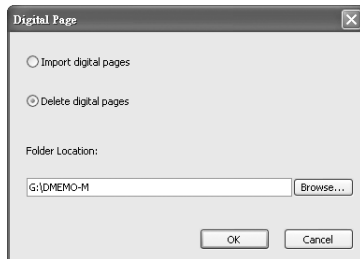 Digital Page
Import digital pages
Delete digital pages
Folder Location:
G:\DMEMO-M
Browse...
OK
Cancel